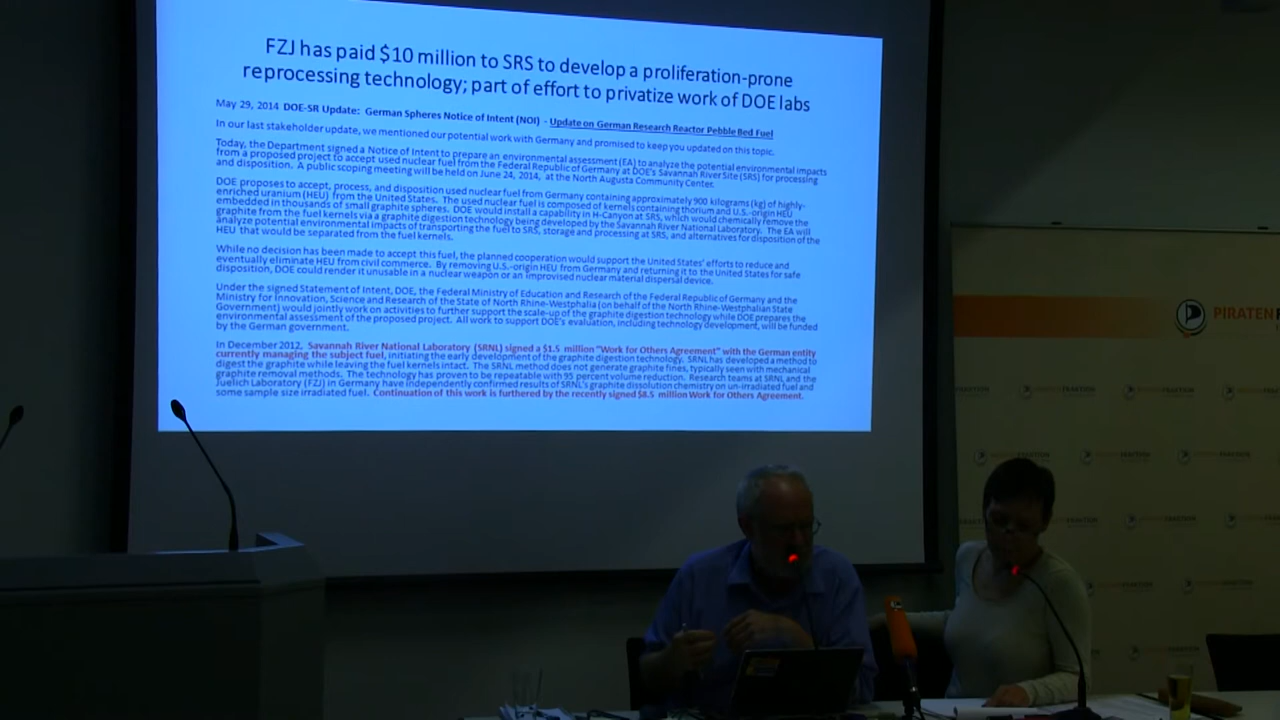 FZJ has paid $10 million to SRS to develop a proliferation-prone
reprocessing technology; part of effort to privatize work of DOE labs
May 29, 2014 DOE-SR Update: German Spheres Notice of Intent (NOI) - Update on German Research Reactor Pebble Bed Fuel
In our last stakeholder update, we mentioned our potential work with Germany and promised to keep you updated on this topic.
Today, the Department signed a Notice of Intent to prepare an environmental assessment (EA) to analyze the potential environmental impacts
from a proposed project to accept used nuclear fuel from the Federal Republic of Germany at DOE's Savannah River Site (SRS) for processing
and disposition. A public scoping meeting will be held on June 24, 2014, at the North Augusta Community Center.
DOE proposes to accept, process, and disposition used nuclear fuel from Germany containing approximately 900 kilograms (kg) of highly-
enriched uranium (HEU) from the United States. The used nuclear fuel is composed of kernels containing thorium and U.S.-origin HEU
embedded in thousands of small graphite spheres. DOE would install a capability in H-Canyon at SRS, which would chemically remove the
graphite from the fuel kernels via a graphite digestion technology being developed by the Savannah River National Laboratory. The EA will
analyze potential environmental impacts of transporting the fuel to SRS, storage and processing at SRS, and alternatives for disposition of the
HEU that would be separated from the fuel kernels.
While no decision has been made to accept this fuel, the planned cooperation would support the United States' efforts to reduce and
eventually eliminate HEU from civil commerce. By removing U.S.-origin HEU from Germany and returning it to the United States for safe
disposition, DOE could render it unusable in a nuclear weapon or an improvised nuclear material dispersal device.
Under the signed Statement of Intent, DOE, the Federal Ministry of Education and Research of the Federal Republic of Germany and the
Ministry for Innovation, Science and Research of the State of North Rhine-Westphalia (on behalf of the North Rhine-Westphalian State
Government) would jointly work on activities to further support the scale-up of the graphite digestion technology while DOE prepares the
environmental assessment of the proposed project. All work to support DOE's evaluation, including technology development, will be funded
by the German government.
In December 2012, Savannah River National Laboratory (SRNL) signed a $1.5 million "Work for Others Agreement" with the German entity
currently managing the subject fuel, initiating the early development of the graphite digestion technology. SRNL has developed a method to
digest the graphite while leaving the fuel kernels intact. The SRNL method does not generate graphite fines, typically seen with mechanical
graphite removal methods. The technology has proven to be repeatable with 95 percent volume reduction. Research teams at SRNL and the
Juelich Laboratory (FZJ) in Germany have independently confirmed results of SRNL's graphite dissolution chemistry on un-irradiated fuel and
some sample size irradiated fuel. Continuation of this work is furthered by the recently signed $8.5 million Work for Others Agreement.
PIRATENF